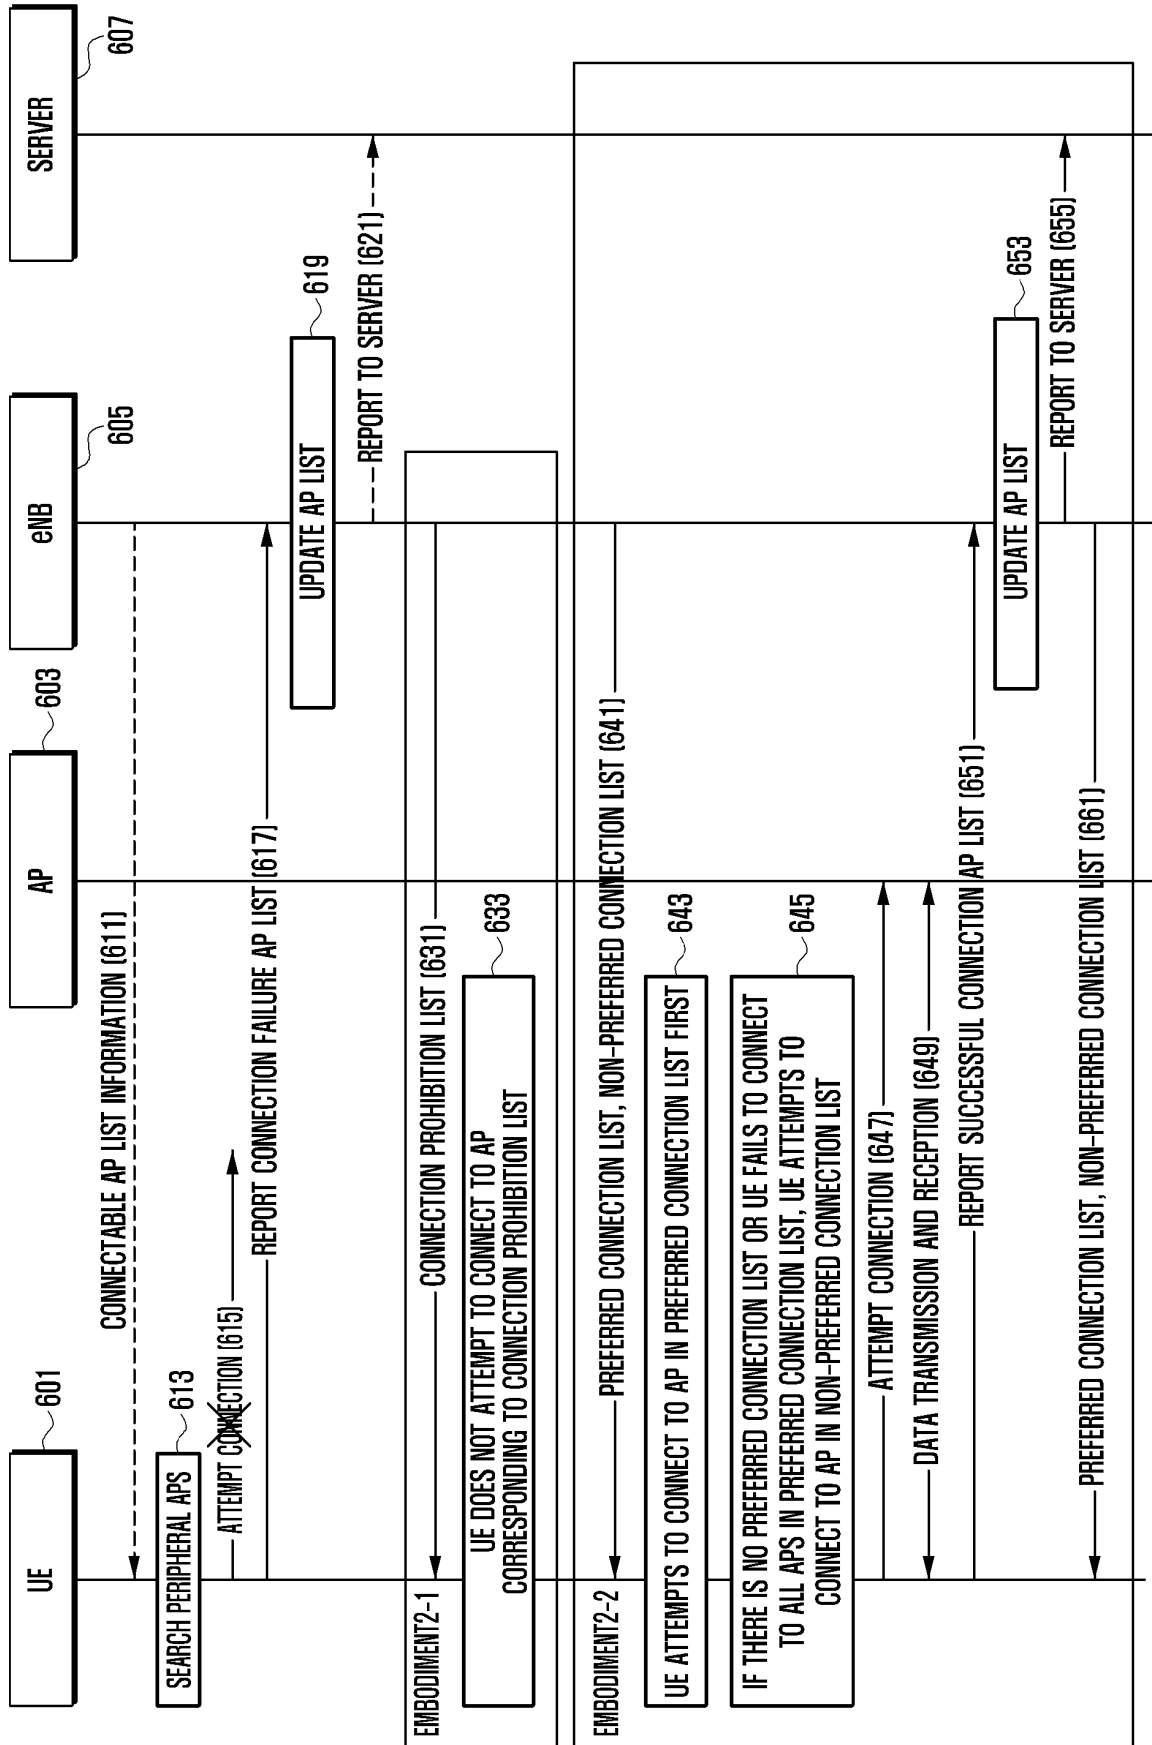 UE
601
AP
603
eNB
605
SERVER
607
CONNECTABLE AP LIST INFORMATION (611)
SEARCH PERIPHERAL APS
613
ATTEMPT CONNECTION (615)
REPORT CONNECTION FAILURE AP LIST (617)
UPDATE AP LIST
619
REPORT TO SERVER (621)
EMBODIMENT2-1
CONNECTION PROHIBITION LIST (631)
UE DOES NOT ATTEMPT TO CONNECT TO AP
CORRESPONDING TO CONNECTION PROHIBITION LIST
633
EMBODIMENT2-2
PREFERRED CONNECTION LIST, NON-PREFERRED CONNECTION LIST (641)
UE ATTEMPTS TO CONNECT TO AP IN PREFERRED CONNECTION LIST FIRST
643
IF THERE IS NO PREFERRED CONNECTION LIST OR UE FAILS TO CONNECT
TO ALL APS IN PREFERRED CONNECTION LIST, UE ATTEMPTS TO
CONNECT TO AP IN NON-PREFERRED CONNECTION LIST
645
ATTEMPT CONNECTION (647)
DATA TRANSMISSION AND RECEPTION (649)
REPORT SUCCESSFUL CONNECTION AP LIST (651)
UPDATE AP LIST
653
REPORT TO SERVER (655)
PREFERRED CONNECTION LIST, NON-PREFERRED CONNECTION LIST (661)